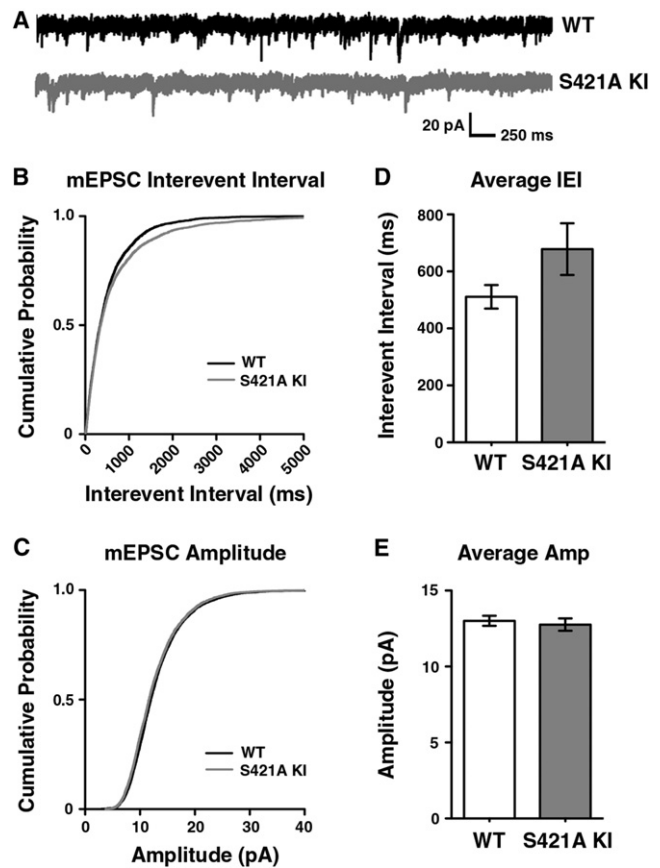 A
WT
S421A KI
20 pA
250 ms
B
mEPSC Interevent Interval
Cumulative Probability
1.0
0.5
0
WT
S421A KI
0 1000 2000 3000 4000 5000
Interevent Interval (ms)
D
Average IEI
Interevent Interval (ms)
800
600
400
200
0
WT S421A KI
C
mEPSC Amplitude
Cumulative Probability
1.0
0.5
0
WT
S421A KI
0 10 20 30 40
Amplitude (pA)
E
Average Amp
Amplitude (pA)
15
13
10
5
0
WT S421A KI